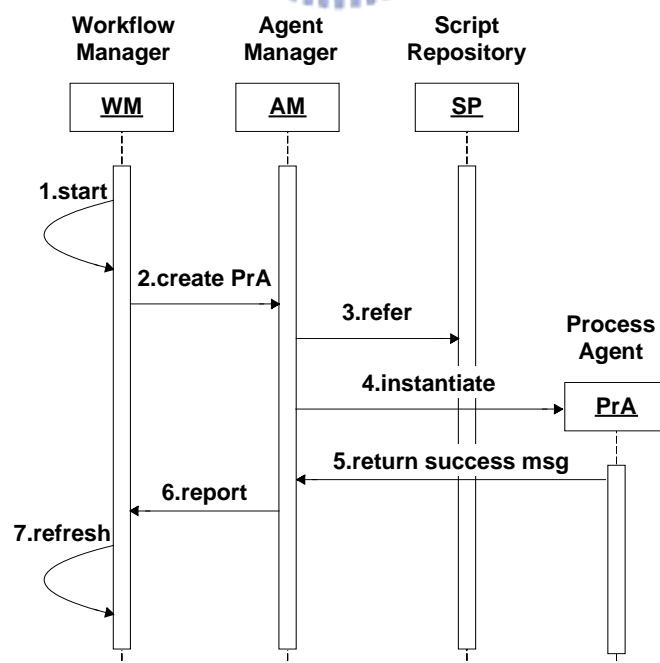 Workflow
Manager
Agent
Manager
Script
Repository
WM
AM
SP
1.start
2.create PrA
3.refer
Process
Agent
4.instantiate
PrA
5.return success msg
6.report
7.refresh